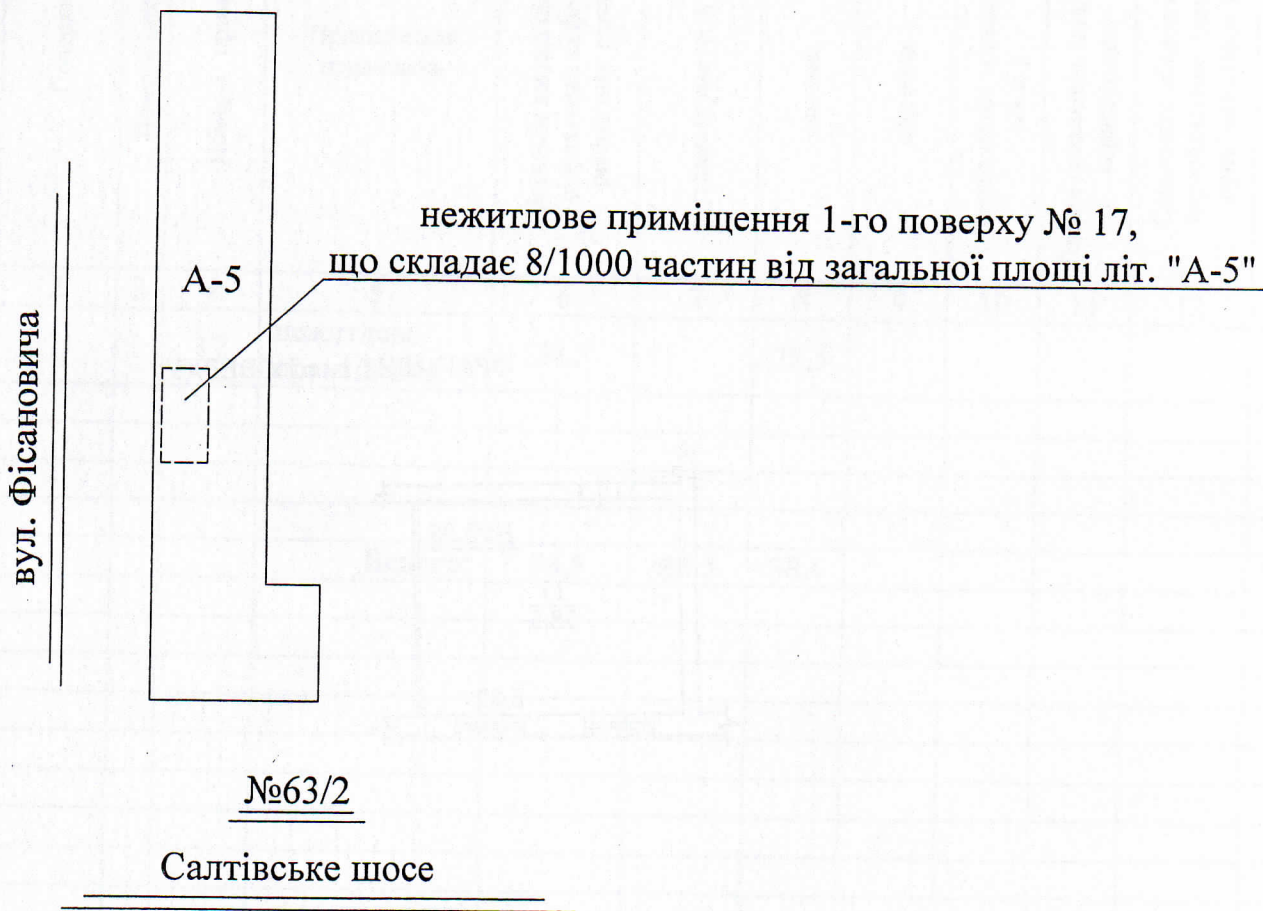 нежитлове приміщення 1-го поверху № 17,
що складає 8/1000 частин від загальної площі літ. "А-5"
А-5
вул. Фісановича
№63/2
Салтівське шосе